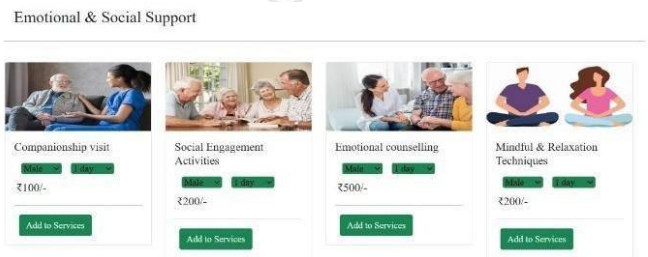 Emotional & Social Support
Companionship visit
Male 1 day
₹100/-
Add to Services
Social Engagement
Activities
Male 1 day
₹200/-
Add to Services
Emotional counselling
Male 1 day
₹500/-
Add to Services
Mindful & Relaxation
Techniques
Male 1 day
₹200/-
Add to Services